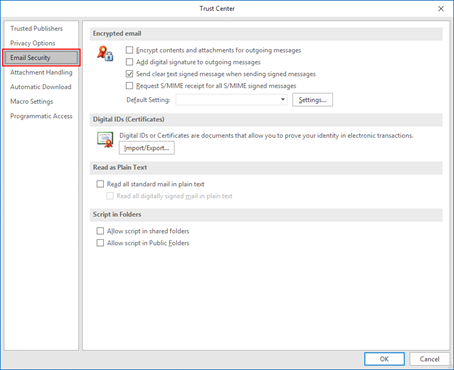 Trust Center
Trusted Publishers
Privacy Options
Email Security
Attachment Handling
Automatic Download
Macro Settings
Programmatic Access
Encrypted email
Encrypt contents and attachments for outgoing messages
Add digital signature to outgoing messages
Send clear text signed message when sending signed messages
Request S/MIME receipt for all S/MIME signed messages
Default Setting:
Settings...
Digital IDs (Certificates)
Digital IDs or Certificates are documents that allow you to prove your identity in electronic transactions.
Import/Export...
Read as Plain Text
Read all standard mail in plain text
Read all digitally signed mail in plain text
Script in Folders
Allow script in shared folders
Allow script in Public Folders
OK
Cancel